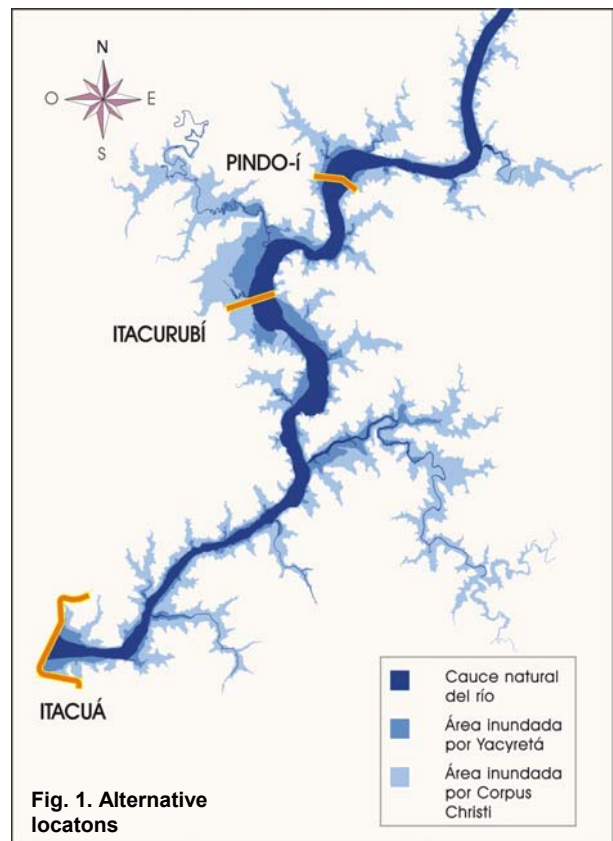 N
O
E
S
PINDO-í
ITACURUBÍ
ITACUÁ
Cauce natural
del río
Área inundada
por Yacyretá
Área inundada
por Corpus
Christi
Fig. 1. Alternative
locatons